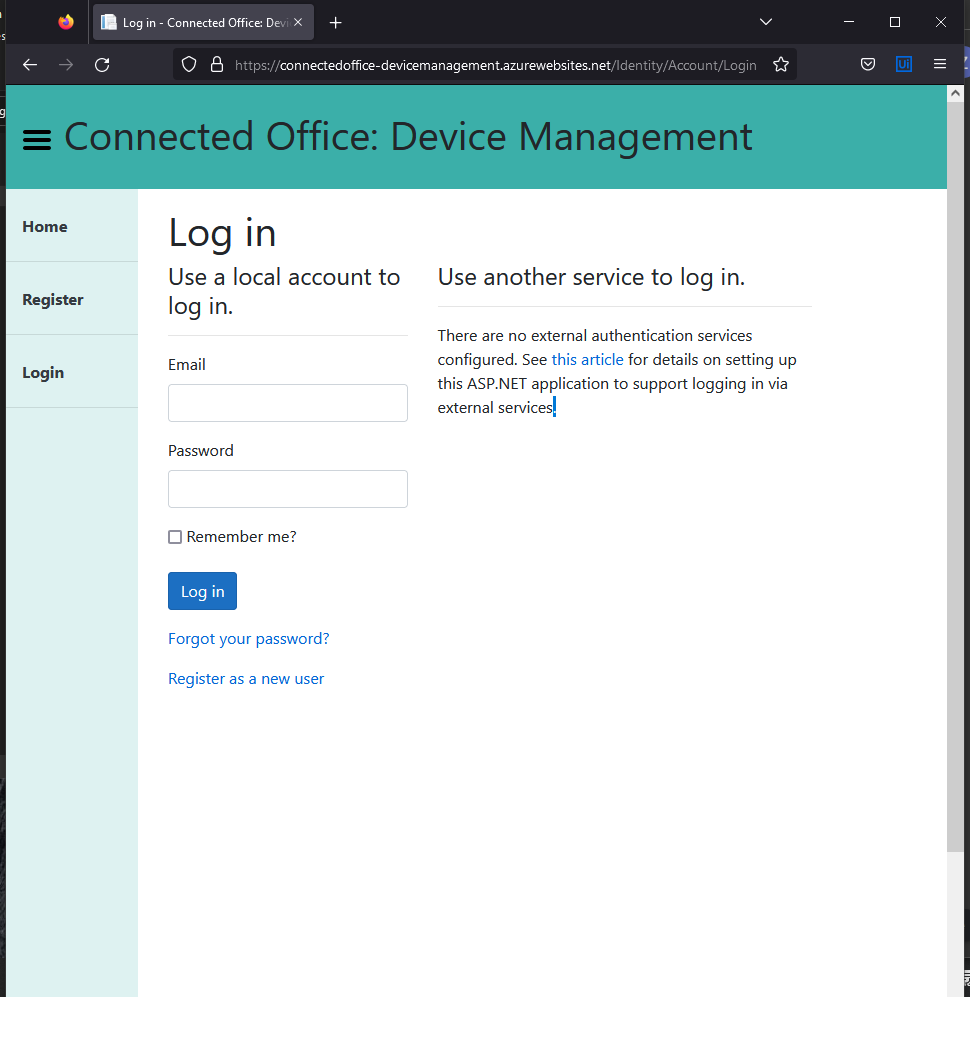 Log in - Connected Office: Devi
https://connectedoffice-devicemanagement.azurewebsites.net/Identity/Account/Login
Ui
Connected Office: Device Management
Home
Register
Login
Log in
Use a local account to
log in.
Email
Password
Remember me?
Log in
Forgot your password?
Register as a new user
Use another service to log in.
There are no external authentication services
configured. See this article for details on setting up
this ASP.NET application to support logging in via
external services.